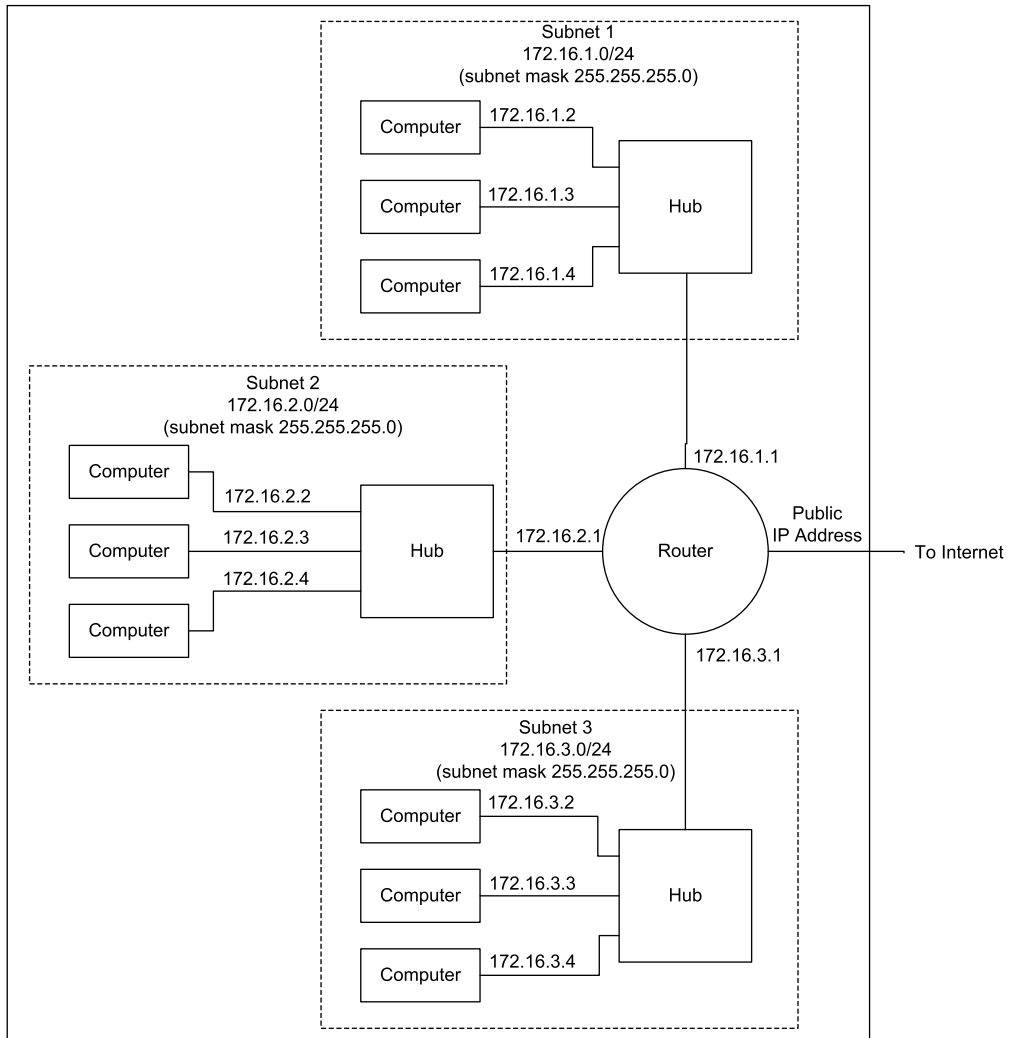 Subnet 1
172.16.1.0/24
(subnet mask 255.255.255.0)
Computer
172.16.1.2
Computer
172.16.1.3
Hub
Computer
172.16.1.4
Subnet 2
172.16.2.0/24
(subnet mask 255.255.255.0)
Computer
172.16.2.2
Computer
172.16.2.3
Hub
Computer
172.16.2.4
172.16.1.1
172.16.2.1
Router
Public
IP Address
To Internet
172.16.3.1
Subnet 3
172.16.3.0/24
(subnet mask 255.255.255.0)
Computer
172.16.3.2
Computer
172.16.3.3
Hub
Computer
172.16.3.4